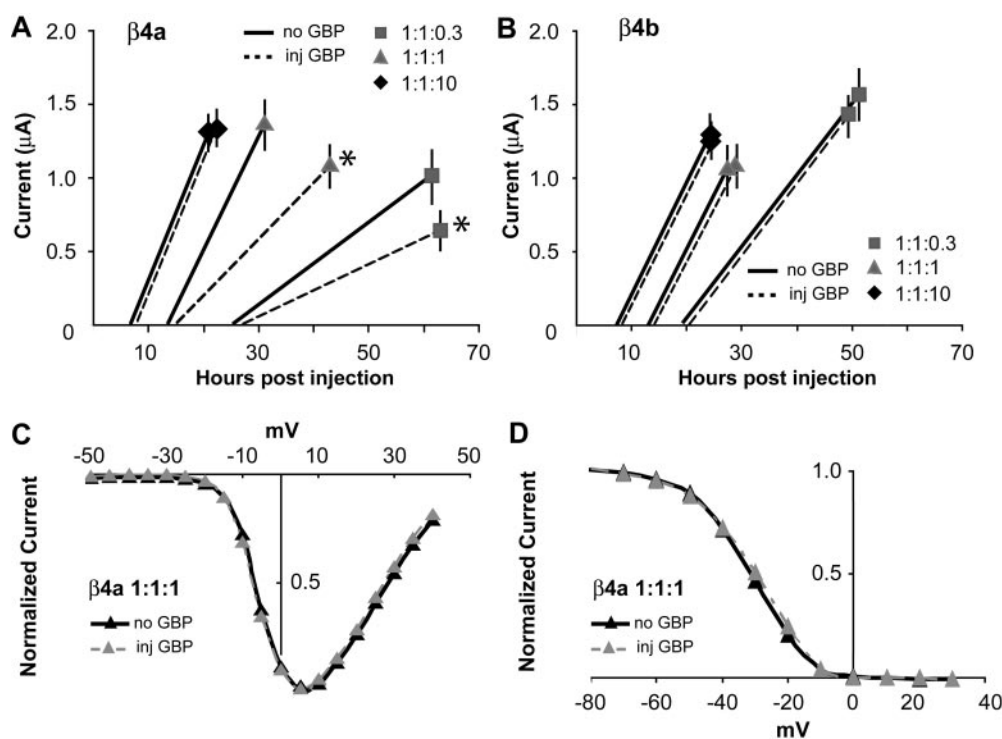 A
β4a
no GBP
inj GBP
1:1:0.3
1:1:1
1:1:10
2.0
1.5
1.0
0.5
0
Current (μA)
*
*
10 30 50 70
Hours post injection
B
β4b
2.0
1.5
1.0
0.5
0
Current (μA)
1:1:0.3
no GBP
1:1:1
inj GBP
1:1:10
10 30 50 70
Hours post injection
C
mV
-50 -30 -10 10 30 50
Normalized Current
0.5
β4a 1:1:1
no GBP
inj GBP
D
Normalized Current
1.0
0.5
β4a 1:1:1
no GBP
inj GBP
-80 -60 -40 -20 0 20 40
mV